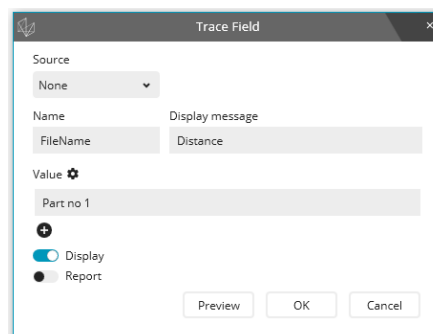 Trace Field
Source
None
Name Display message
FileName Distance
Value
Part no 1
Display
Report
Preview OK Cancel